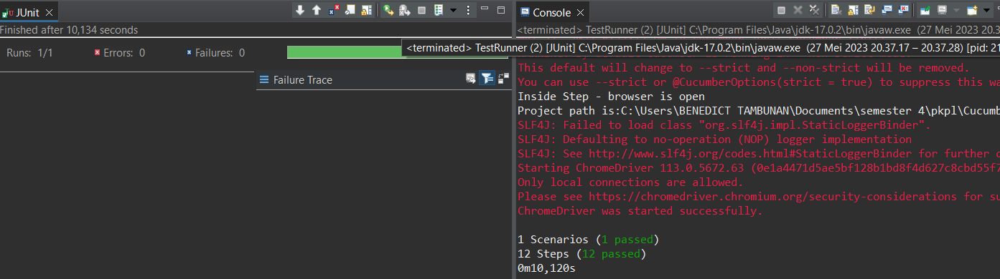 JUnit
Finished after 10,134 seconds
Runs: 1/1 Errors: 0 Failures: 0
Failure Trace
Console
<terminated> TestRunner (2) [JUnit] C:\Program Files\Java\jdk-17.0.2\bin\javaw.exe (27 Mei 2023 20.3
<terminated> TestRunner (2) [JUnit] C:\Program Files\Java\jdk-17.0.2\bin\javaw.exe (27 Mei 2023 20.37.17 – 20.37.28) [pid: 21
This default will change to --strict and --non-strict will be removed.
You can use --strict or @CucumberOptions(strict = true) to suppress this wa
Inside Step - browser is open
Project path is:C:\Users\BENEDICT TAMBUNAN\Documents\semester 4\pkpl\Cucumb
SLF4J: Failed to load class "org.slf4j.impl.StaticLoggerBinder".
SLF4J: Defaulting to no-operation (NOP) logger implementation
SLF4J: See http://www.slf4j.org/codes.html#StaticLoggerBinder for further d
Starting ChromeDriver 113.0.5672.63 (0e1a4471d5ae5bf128b1bd8f4d627c8cbd55f7
Only local connections are allowed.
Please see https://chromedriver.chromium.org/security-considerations for su
ChromeDriver was started successfully.
1 Scenarios (1 passed)
12 Steps (12 passed)
0m10,120s